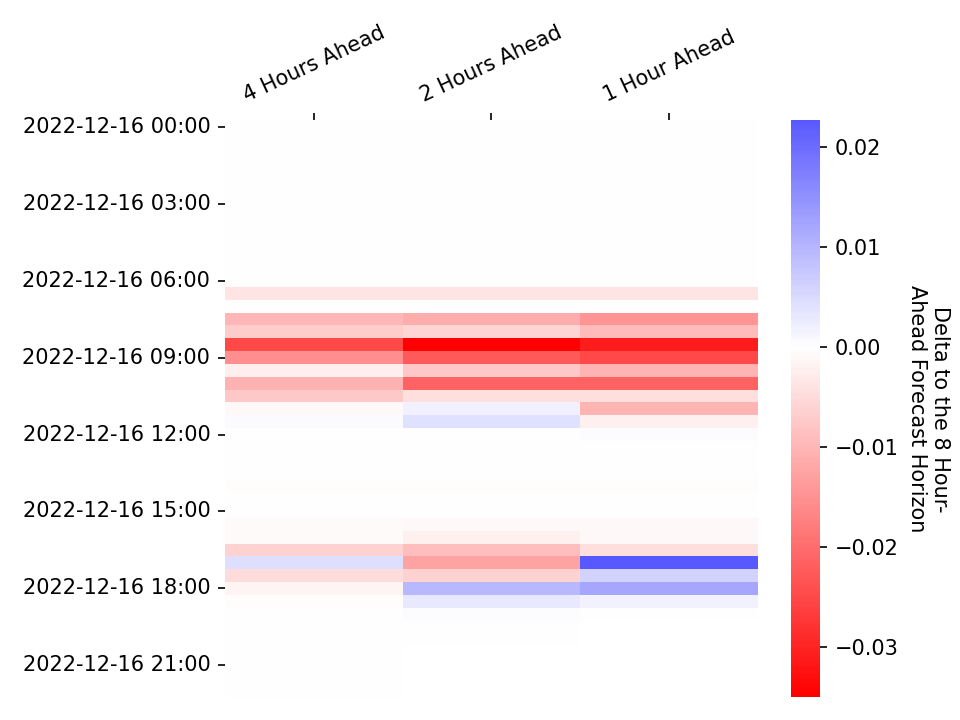 4 Hours Ahead
2 Hours Ahead
1 Hour Ahead
2022-12-16 00:00
2022-12-16 03:00
2022-12-16 06:00
2022-12-16 09:00
2022-12-16 12:00
2022-12-16 15:00
2022-12-16 18:00
2022-12-16 21:00
0.02
0.01
0.00
−0.01
−0.02
−0.03
Delta to the 8 Hour-
Ahead Forecast Horizon